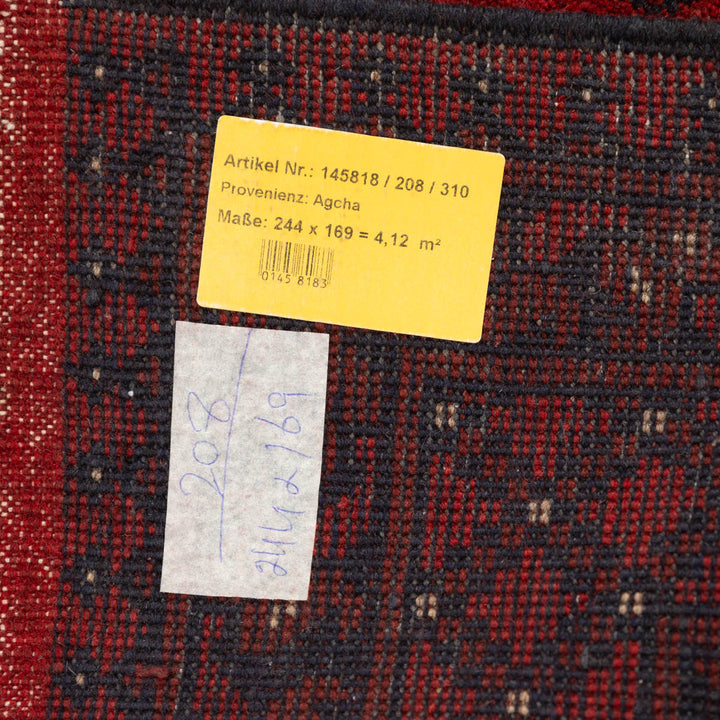 Artikel Nr.: 145818 / 208 / 310
Provenienz: Agcha
Maße: 244 x 169 = 4,12 m²
0145 8183
208
244 x 169